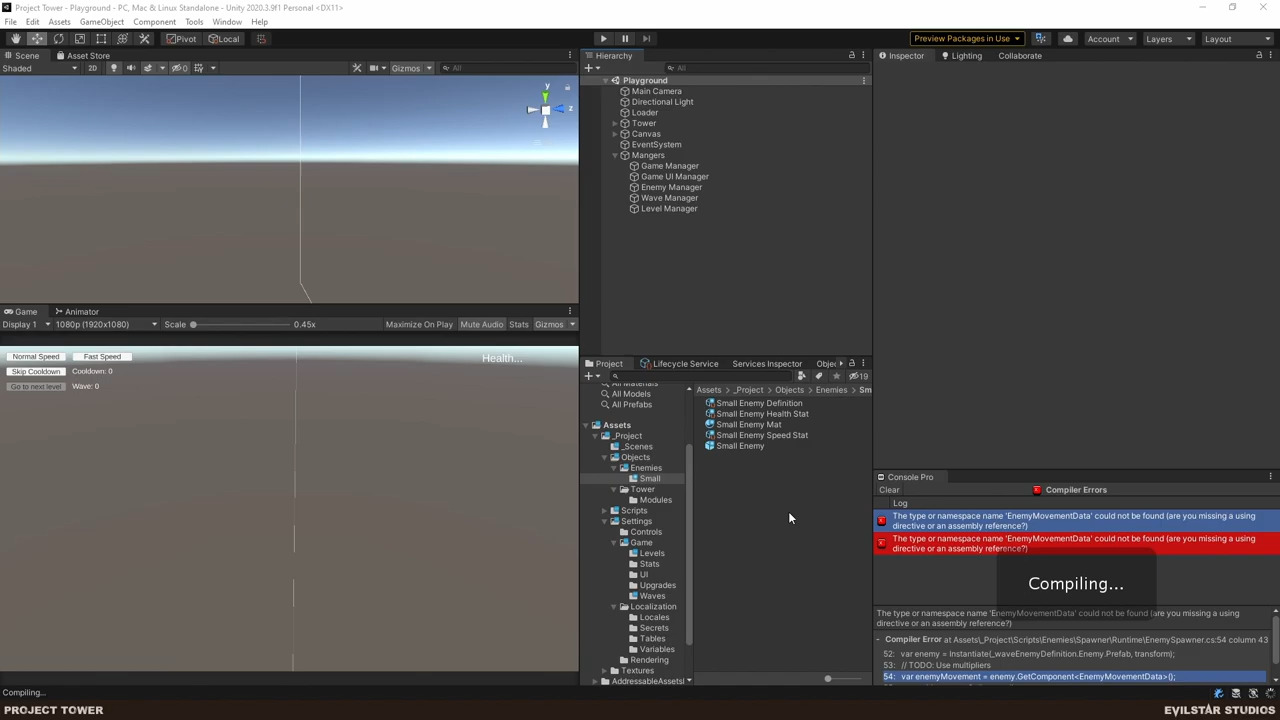 Project Tower - Playground - PC, Mac & Linux Standalone - Unity 2020.3.9f1 Personal <DX11>
File Edit Assets GameObject Component Tools Window Help
Pivot Local Preview Packages in Use Account Layers Layout
Scene Asset Store
Shaded 2D 0 Gizmos All
Hierarchy
All
Playground
Main Camera
Directional Light
Loader
Tower
Canvas
EventSystem
Mangers
Game Manager
Game UI Manager
Enemy Manager
Wave Manager
Level Manager
Inspector Lighting Collaborate
y
z
Game Animator
Display 1 1080p (1920x1080) Scale 0.45x Maximize On Play Mute Audio Stats Gizmos
Normal Speed Fast Speed Health...
Skip Cooldown Cooldown: 0
Go to next level Wave: 0
Project Lifecycle Service Services Inspector Objec
19
All Materials
All Models
All Prefabs
Assets
_Project
_Scenes
Objects
Enemies
Small
Tower
Modules
Scripts
Settings
Controls
Game
Levels
Stats
UI
Upgrades
Waves
Localization
Locales
Secrets
Tables
Variables
Rendering
Textures
AddressableAssetsI
Assets > _Project > Objects > Enemies > Sm
Small Enemy Definition
Small Enemy Health Stat
Small Enemy Mat
Small Enemy Speed Stat
Small Enemy
Console Pro
Clear Compiler Errors
Log
The type or namespace name 'EnemyMovementData' could not be found (are you missing a using
directive or an assembly reference?)
The type or namespace name 'EnemyMovementData' could not be found (are you missing a using
directive or an assembly reference?)
Compiling...
The type or namespace name 'EnemyMovementData' could not be found (are you missing a using
directive or an assembly reference?)
- Compiler Error at Assets\_Project\Scripts\Enemies\Spawner\Runtime\EnemySpawner.cs:54 column 43
52: var enemy = Instantiate(_waveEnemyDefinition.Enemy.Prefab, transform);
53: // TODO: Use multipliers
54: var enemyMovement = enemy.GetComponent<EnemyMovementData>();
Compiling...
PROJECT TOWER
EVILSTAR STUDIOS